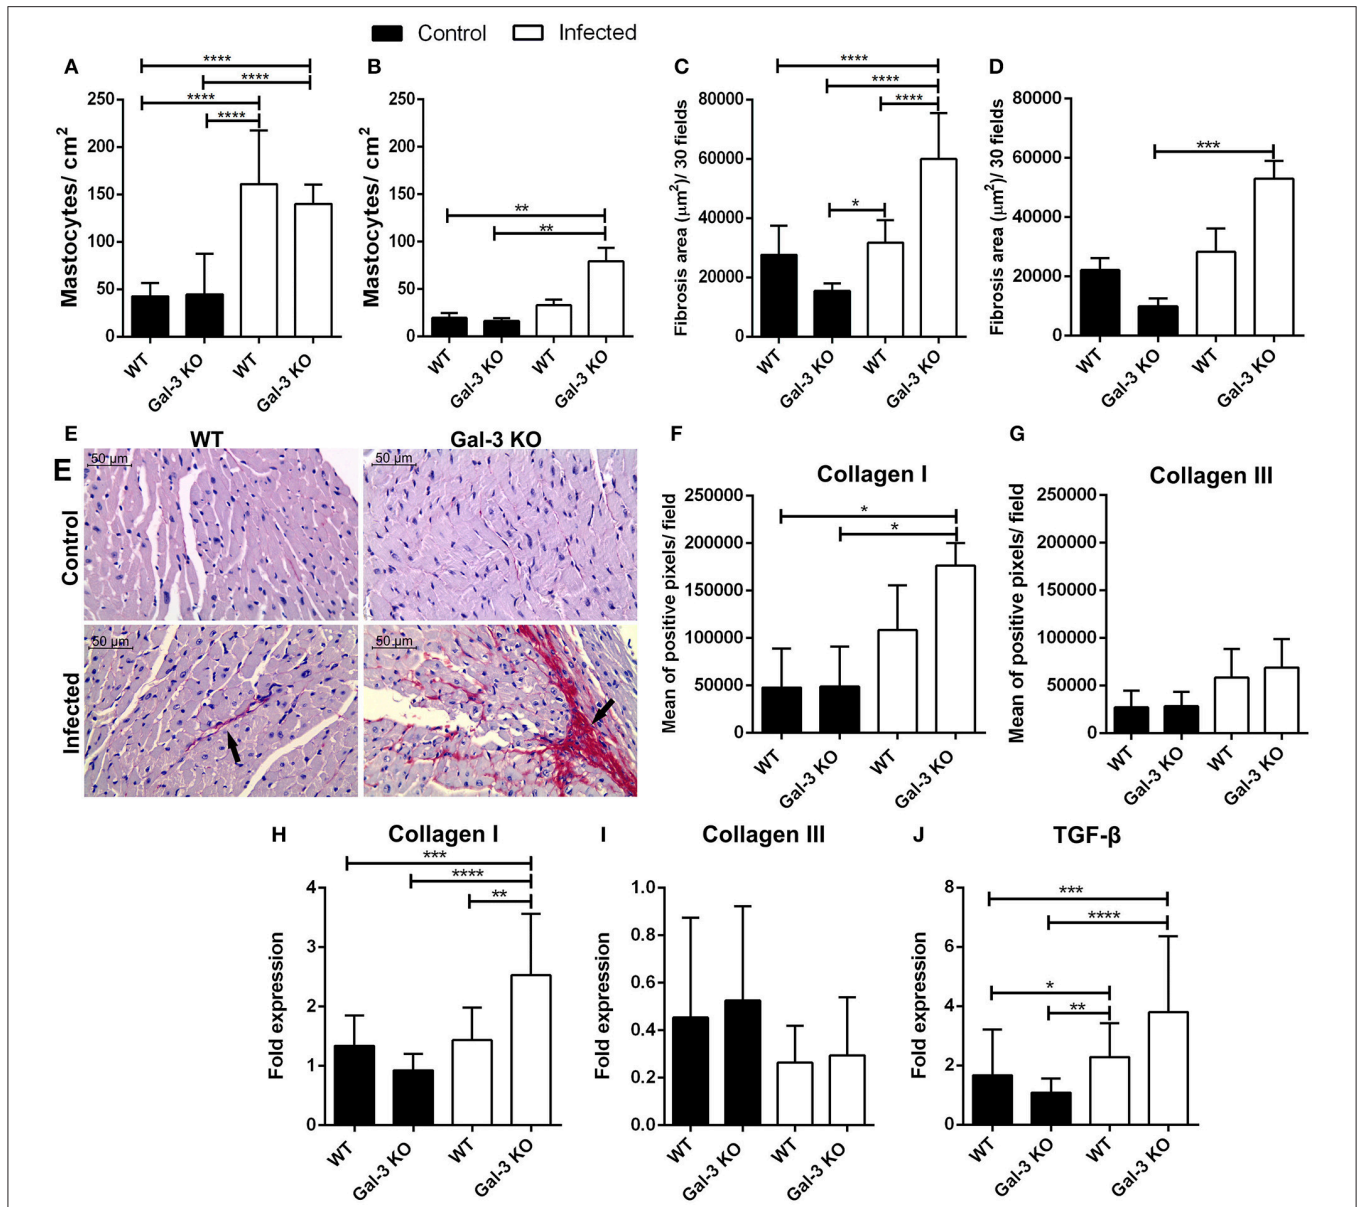 Control Infected
A
****
****
****
****
Mastocytes/ cm²
250
200
150
100
50
0
WT
Gal-3 KO
WT
Gal-3 KO
B
**
**
Mastocytes/ cm²
250
200
150
100
50
0
WT
Gal-3 KO
WT
Gal-3 KO
C
****
****
****
*
Fibrosis area (μm²)/ 30 fields
80000
60000
40000
20000
0
WT
Gal-3 KO
WT
Gal-3 KO
D
***
Fibrosis area (μm²)/ 30 fields
80000
60000
40000
20000
0
WT
Gal-3 KO
WT
Gal-3 KO
E
E
WT
Gal-3 KO
Control
Infected
50 μm
50 μm
50 μm
50 μm
F
Collagen I
*
*
Mean of positive pixels/ field
250000
200000
150000
100000
50000
0
WT
Gal-3 KO
WT
Gal-3 KO
G
Collagen III
Mean of positive pixels/ field
250000
200000
150000
100000
50000
0
WT
Gal-3 KO
WT
Gal-3 KO
H
Collagen I
***
****
**
Fold expression
4
3
2
1
0
WT
Gal-3 KO
WT
Gal-3 KO
I
Collagen III
Fold expression
1.0
0.8
0.6
0.4
0.2
0.0
WT
Gal-3 KO
WT
Gal-3 KO
J
TGF-β
***
****
*
**
Fold expression
8
6
4
2
0
WT
Gal-3 KO
WT
Gal-3 KO